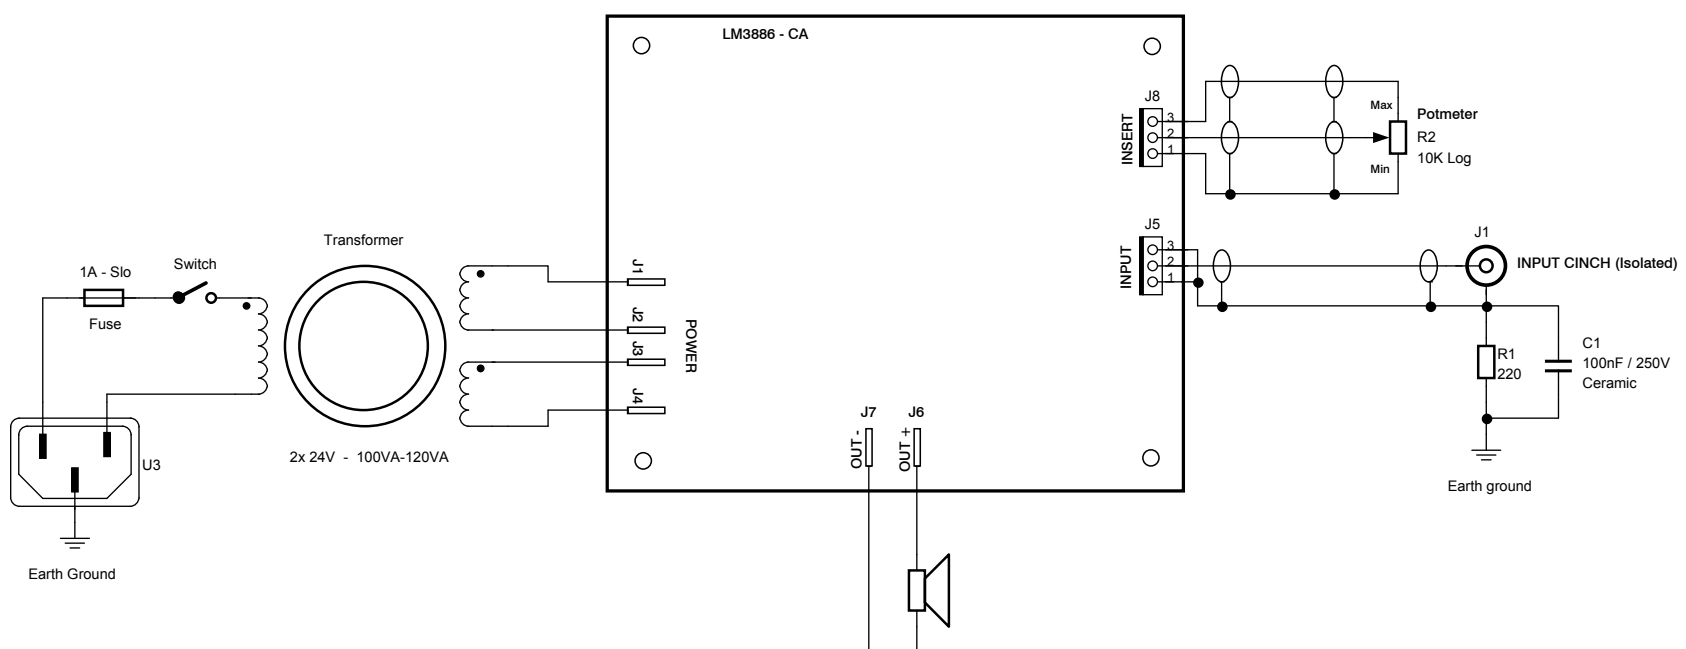 LM3886 - CA
J8
INSERT
3
2
1
Max
Potmeter
R2
10K Log
Min
J5
INPUT
3
2
1
J1
INPUT CINCH (Isolated)
R1
220
C1
100nF / 250V
Ceramic
Earth ground
Transformer
1A - Slo
Switch
Fuse
2x 24V - 100VA-120VA
U3
Earth Ground
J1
J2
J3
J4
POWER
J7
J6
OUT -
OUT +